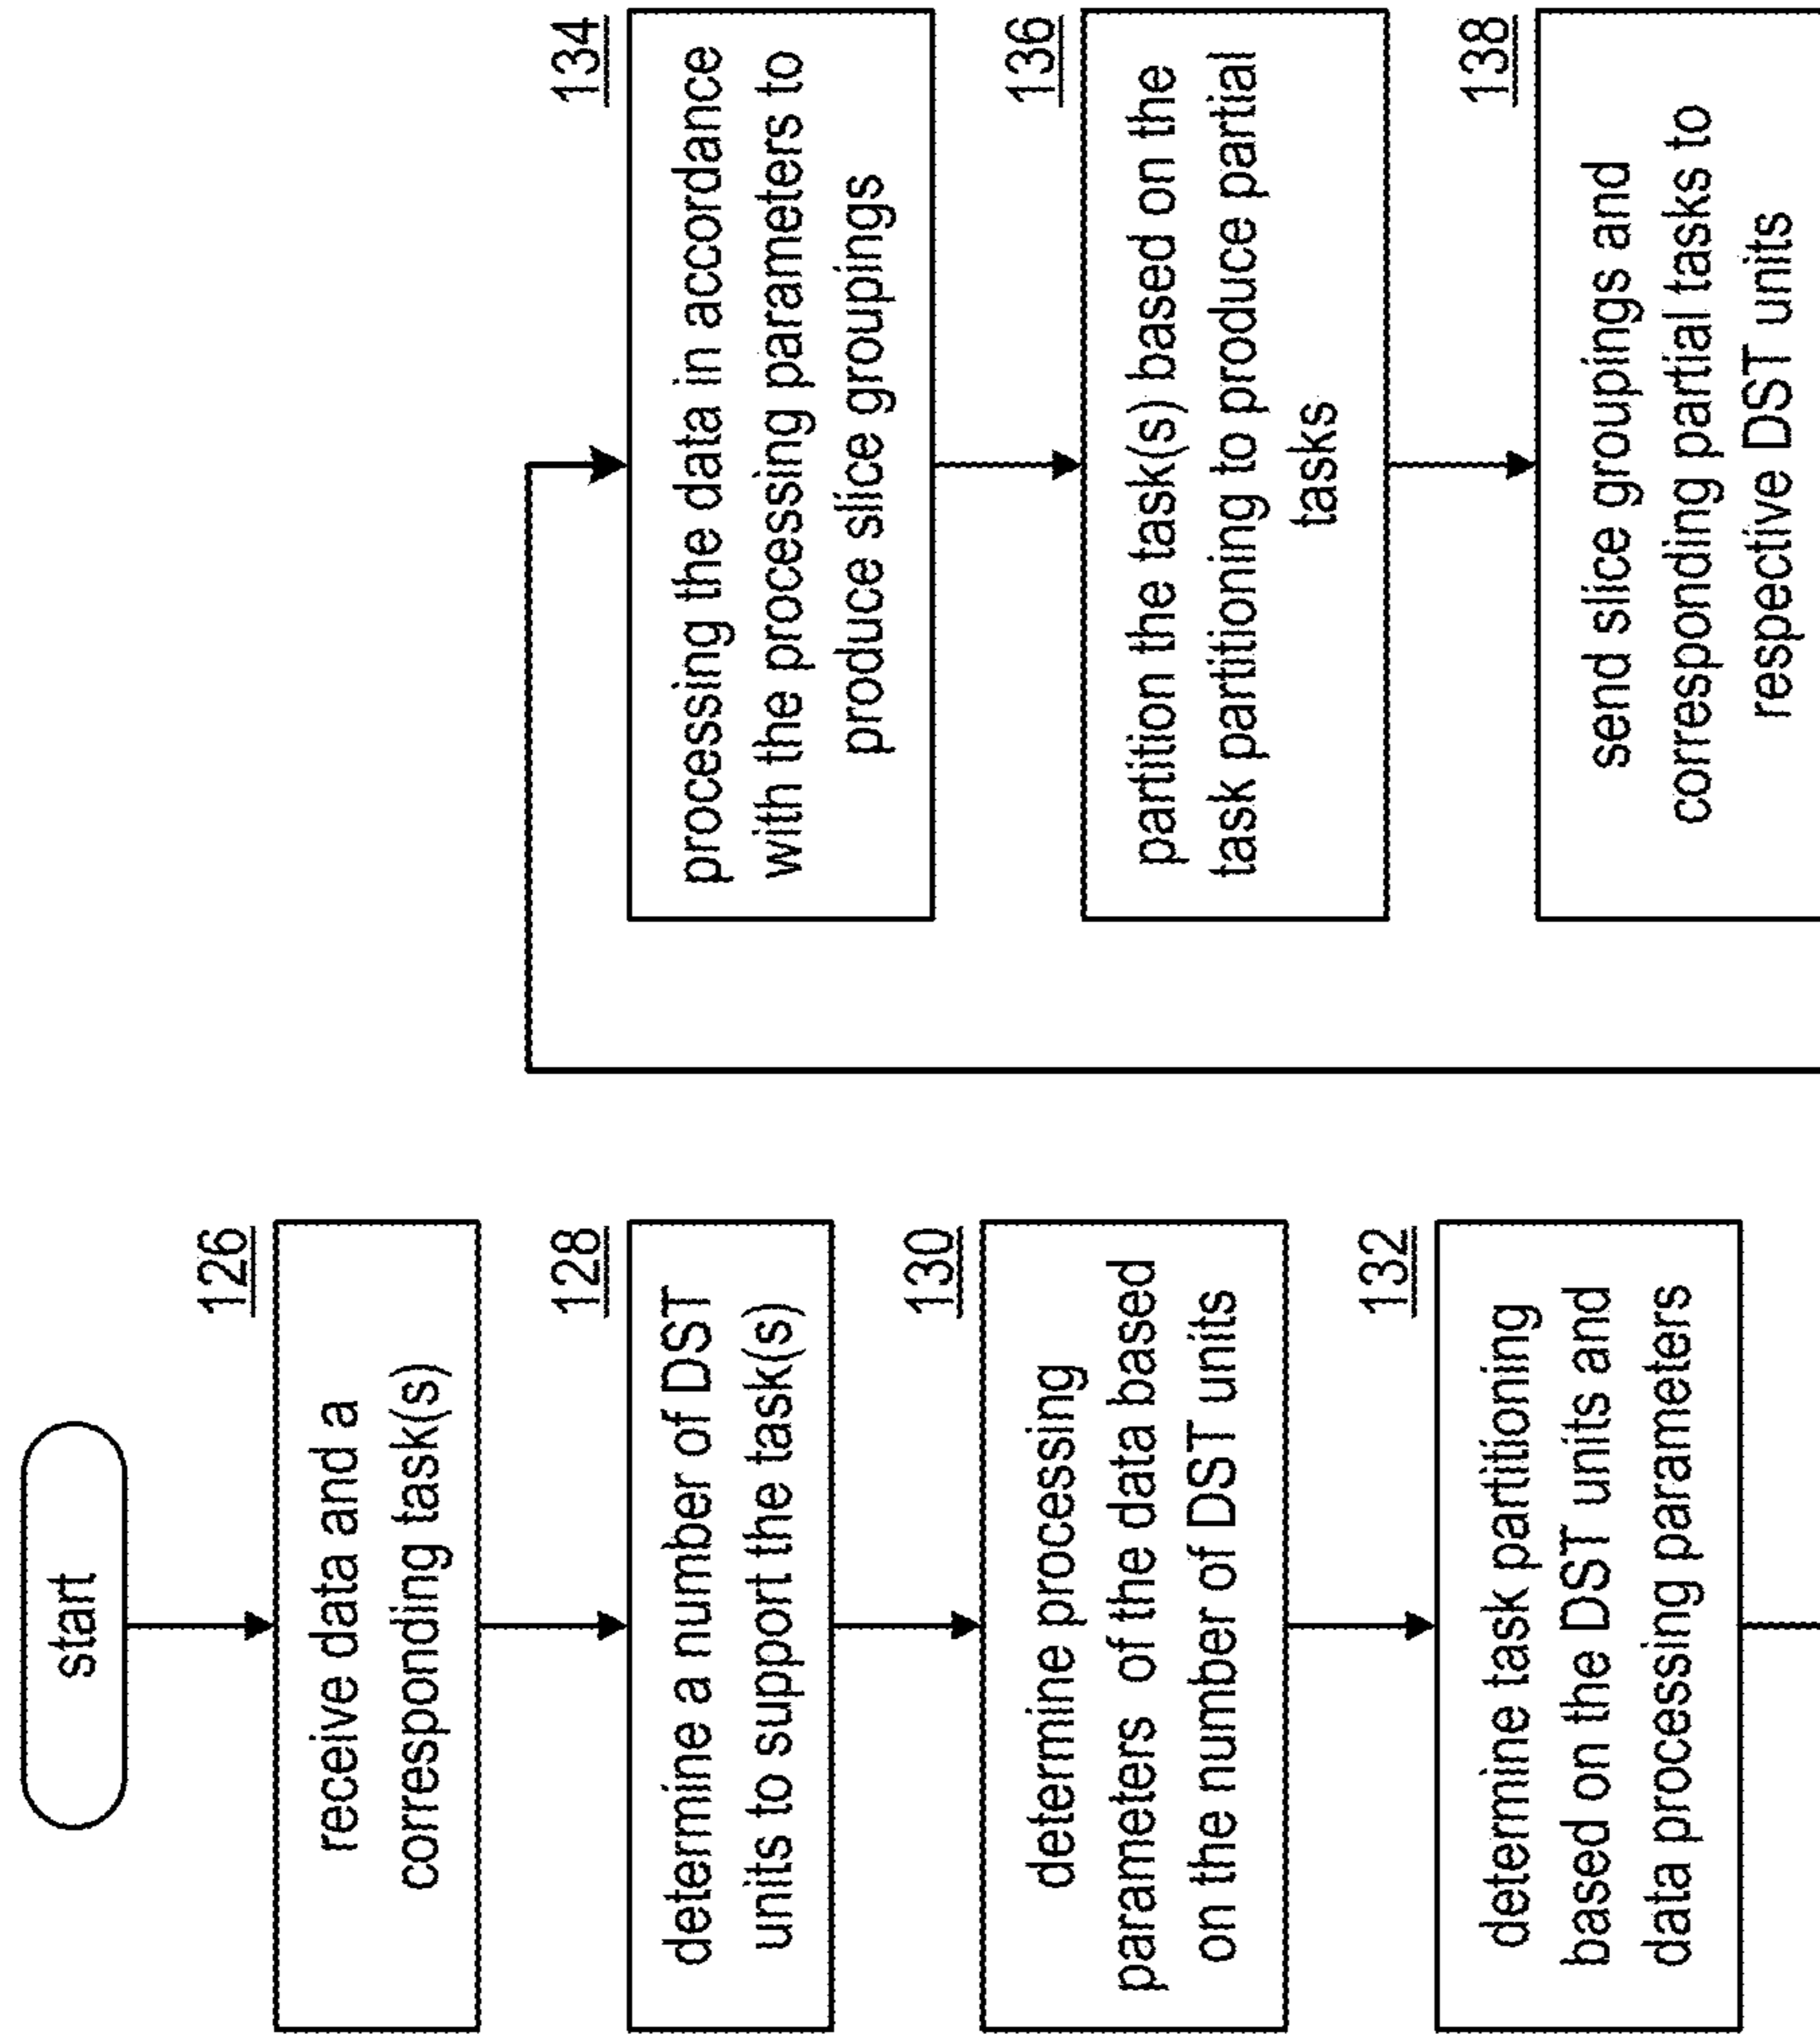 start
126
receive data and a
corresponding task(s)
128
determine a number of DST
units to support the task(s)
130
determine processing
parameters of the data based
on the number of DST units
132
determine task partitioning
based on the DST units and
data processing parameters
134
processing the data in accordance
with the processing parameters to
produce slice groupings
136
partition the task(s) based on the
task partitioning to produce partial
tasks
138
send slice groupings and
corresponding partial tasks to
respective DST units